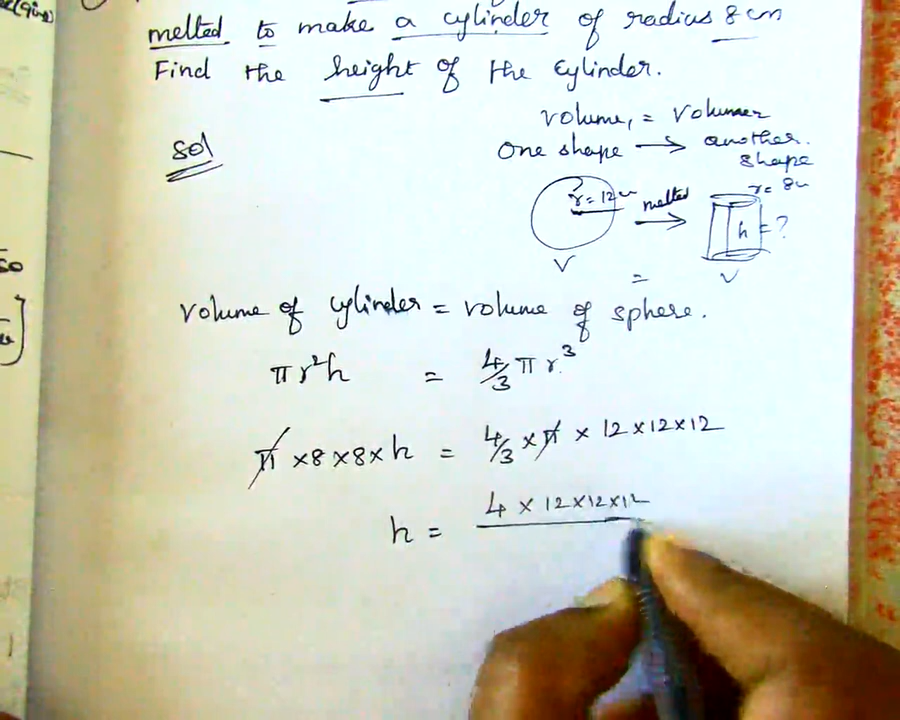 melted to make a cylinder of radius 8 cm
Find the height of the cylinder.
volume₁ = volume₂
Sol
One shape → another
shape
r = 12
melted
r = 8
h = ?
V
=
V
volume of cylinder = volume of sphere.
πr²h = 4/3 πr³
π × 8 × 8 × h = 4/3 × π × 12 × 12 × 12
h = 4 × 12 × 12 × 12